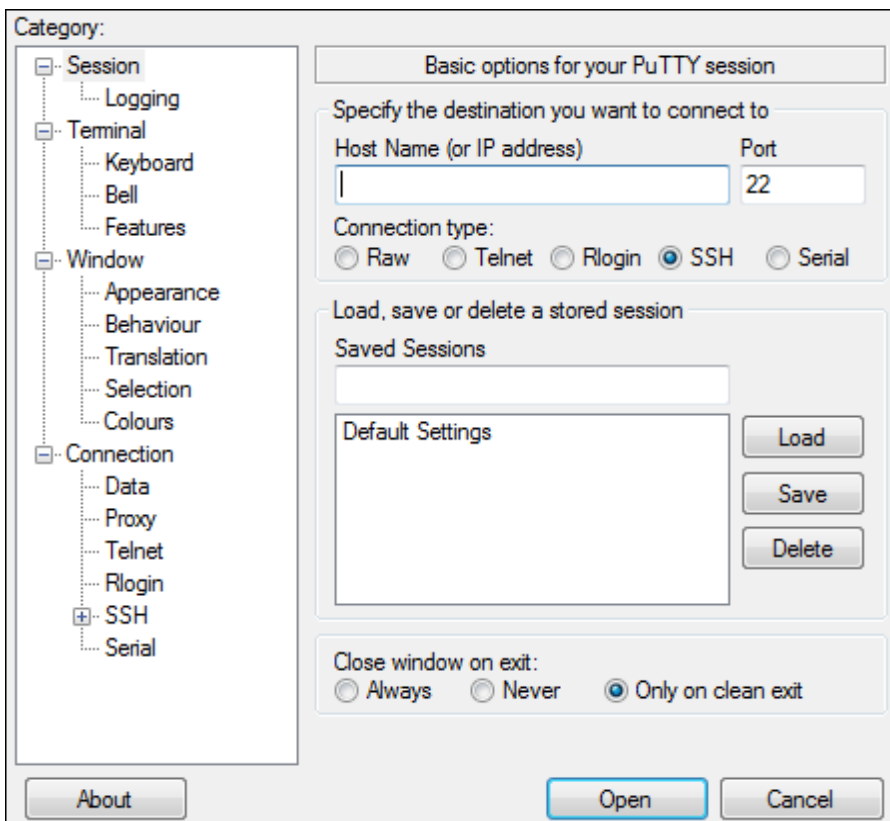 Category:
Session
Logging
Terminal
Keyboard
Bell
Features
Window
Appearance
Behaviour
Translation
Selection
Colours
Connection
Data
Proxy
Telnet
Rlogin
SSH
Serial
Basic options for your PuTTY session
Specify the destination you want to connect to
Host Name (or IP address) Port
22
Connection type:
Raw Telnet Rlogin SSH Serial
Load, save or delete a stored session
Saved Sessions
Default Settings
Load
Save
Delete
Close window on exit:
Always Never Only on clean exit
About Open Cancel